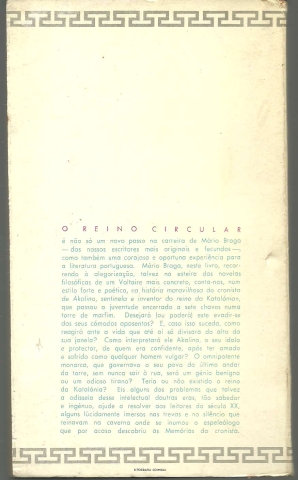 O REINO CIRCULAR
é não só um novo passo na carreira de Mário Braga
— dos nossos escritores mais originais e fecundos —,
como também uma corajosa e oportuna experiência para
a literatura portuguesa. Mário Braga, neste livro, recor-
rendo à alegorização, talvez na esteira das novelas
filosóficas de um Voltaire mais concreto, conta-nos, num
estilo forte e poético, a história maravilhosa do cronista
de Akolino, sentinela e inventor do reino da Katalânia,
que passou a juventude encerrado a sete chaves numa
torre de marfim. Desejará (ou poderá) este evadir-se
dos seus cómodos aposentos? E, caso isso suceda, como
reagirá ante a vida que até aí só divisara do alto da
sua janela? Como interpretará ele Akolino, o seu ídolo
e protector, de quem era confidente, após ter amado
e sofrido como qualquer homem vulgar? O omnipotente
monarca, que governava o seu povo do último andar
da torre, sem nunca sair à rua, será um génio benigno
ou um odioso tirano? Teria ou não existido o reino da
Katalânia? Eis alguns dos problemas que talvez
a odisseia desse intelectual doutras eras, tão sabedor
e ingénuo, ajude a resolver aos leitores do século XX,
alguns lùcidamente imersos nas trevas e no silêncio que
reinavam na caverna onde se inumou o espeleólogo
que por acaso descobriu as Memórias do cronista.